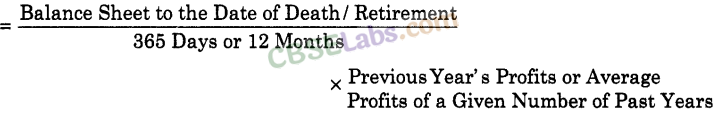 = Balance Sheet to the Date of Death/ Retirement
365 Days or 12 Months
CBSELabs.com
× Previous Year's Profits or Average
Profits of a Given Number of Past Years